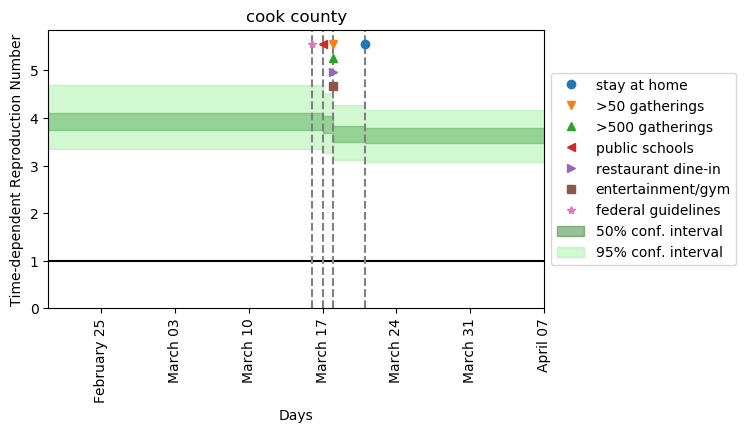 cook county
Time-dependent Reproduction Number
5
4
3
2
1
0
February 25
March 03
March 10
March 17
March 24
March 31
April 07
Days
stay at home
>50 gatherings
>500 gatherings
public schools
restaurant dine-in
entertainment/gym
federal guidelines
50% conf. interval
95% conf. interval